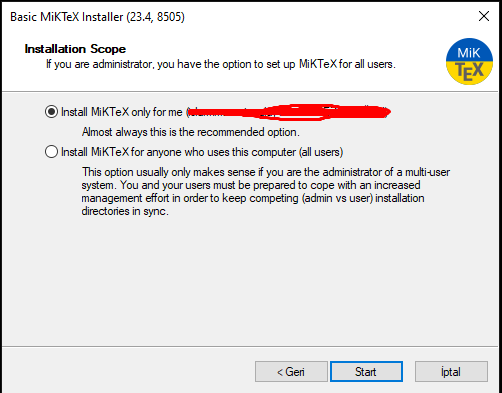 Basic MiKTeX Installer (23.4, 8505)
Installation Scope
If you are administrator, you have the option to set up MiKTeX for all users.
MiK
TEX
Install MiKTeX only for me
Almost always this is the recommended option.
Install MiKTeX for anyone who uses this computer (all users)
This option usually only makes sense if you are the administrator of a multi-user
system. You and your users must be prepared to cope with an increased
management effort in order to keep competing (admin vs user) installation
directories in sync.
< Geri
Start
İptal